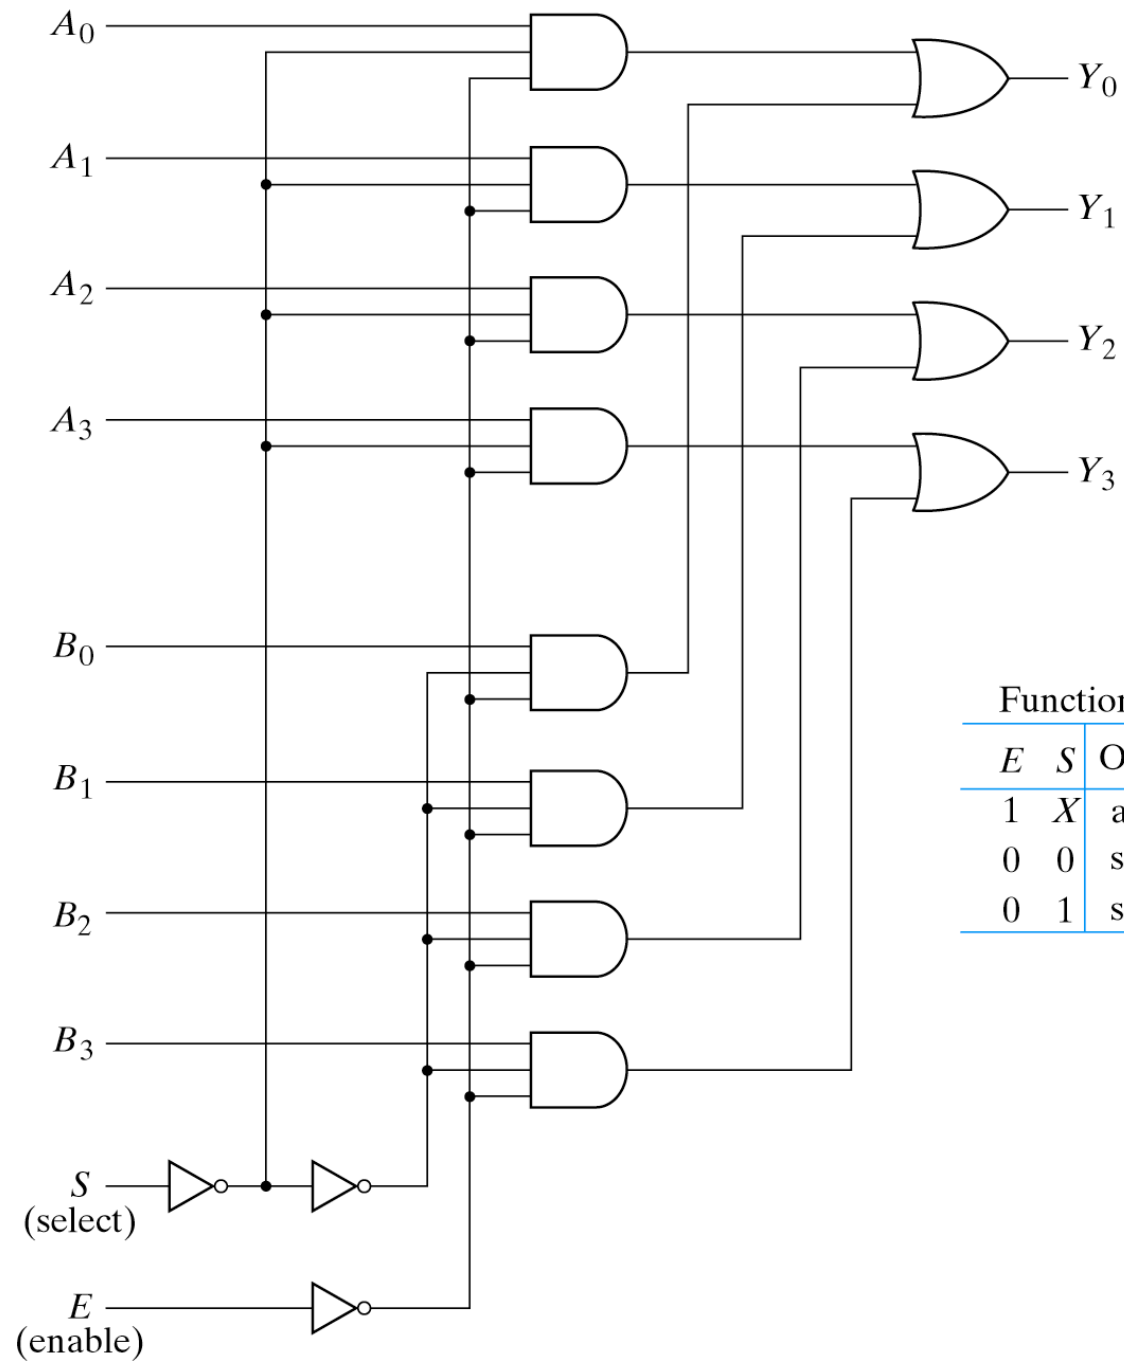 A0
Y0
A1
Y1
A2
Y2
A3
Y3
B0
B1
B2
B3
S
(select)
E
(enable)
E S
1 X
0 0
0 1